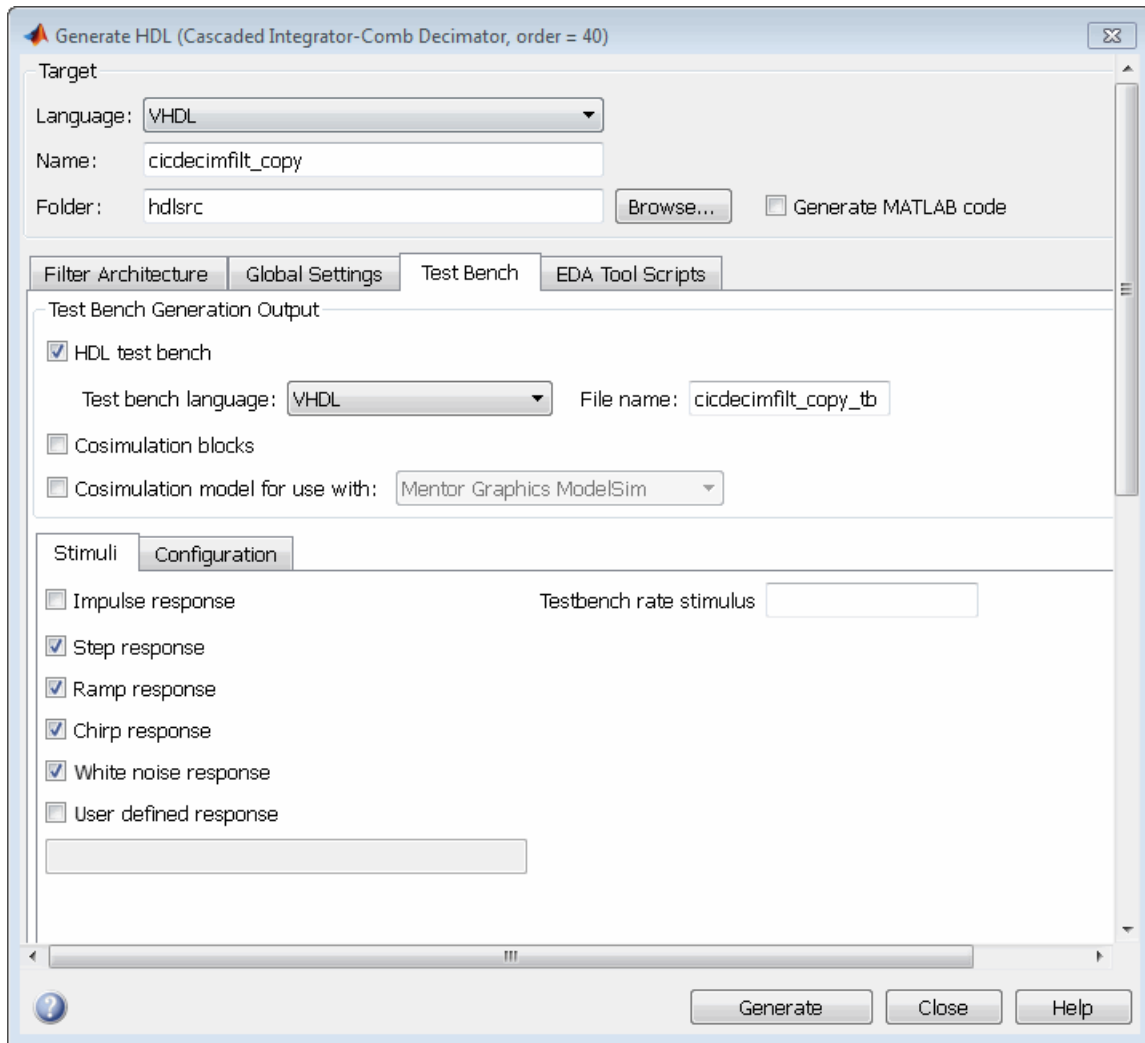 Generate HDL (Cascaded Integrator-Comb Decimator, order = 40)
Target
Language: VHDL
Name: cicdecimfilt_copy
Folder: hdlsrc Browse... Generate MATLAB code
Filter Architecture Global Settings Test Bench EDA Tool Scripts
Test Bench Generation Output
HDL test bench
Test bench language: VHDL File name: cicdecimfilt_copy_tb
Cosimulation blocks
Cosimulation model for use with: Mentor Graphics ModelSim
Stimuli Configuration
Impulse response Testbench rate stimulus
Step response
Ramp response
Chirp response
White noise response
User defined response
Generate Close Help